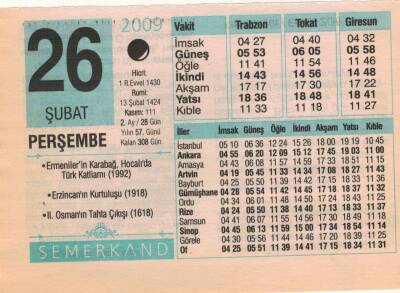 2009
26
ŞUBAT
PERŞEMBE
Hicri:
1 R.Evvel 1430
Rumi:
13 Şubat 1424
Kasım: 111
2. Ay / 28 Gün
Yılın 57. Günü
Kalan 308 Gün
•Ermeniler'in Karabağ, Hocalı'da
Türk Katliamı (1992)
•Erzincan'ın Kurtuluşu (1918)
•II. Osman'ın Tahta Çıkışı (1618)
SEMERKAND
Vakit Trabzon Tokat Giresun
İmsak 04 27 04 40 04 32
Güneş 05 53 06 05 05 58
Öğle 11 41 11 54 11 46
İkindi 14 43 14 56 14 48
Akşam 17 17 17 30 17 22
Yatsı 18 36 18 48 18 41
Kıble 11 33 11 18 11 27
İller İmsak Güneş Öğle İkindi Akşam Yatsı Kıble
İstanbul 05 10 06 36 12 24 15 26 18 00 19 19 10 45
Ankara 04 55 06 20 12 09 15 12 17 45 19 03 11 00
Amasya 04 43 06 08 11 56 14 59 17 33 18 51 11 15
Artvin 04 19 05 45 11 33 14 34 17 08 18 27 11 43
Bayburt 04 25 05 50 11 39 14 42 17 15 18 33 11 37
Gümüşhane 04 28 05 54 11 42 14 45 17 18 18 37 11 33
Ordu 04 34 06 01 11 48 14 50 17 24 18 43
Rize 04 24 05 50 11 38 14 40 17 13 18 32 11 37
Samsun 04 41 06 07 11 55 14 56 17 30 18 49
Sinop 04 45 06 13 11 59 15 00 17 34 18 54 11 11
Görele 04 30 05 56 11 44 14 46 17 20 18 39
Of 04 25 05 51 11 39 14 41 17 15 18 34 11 31